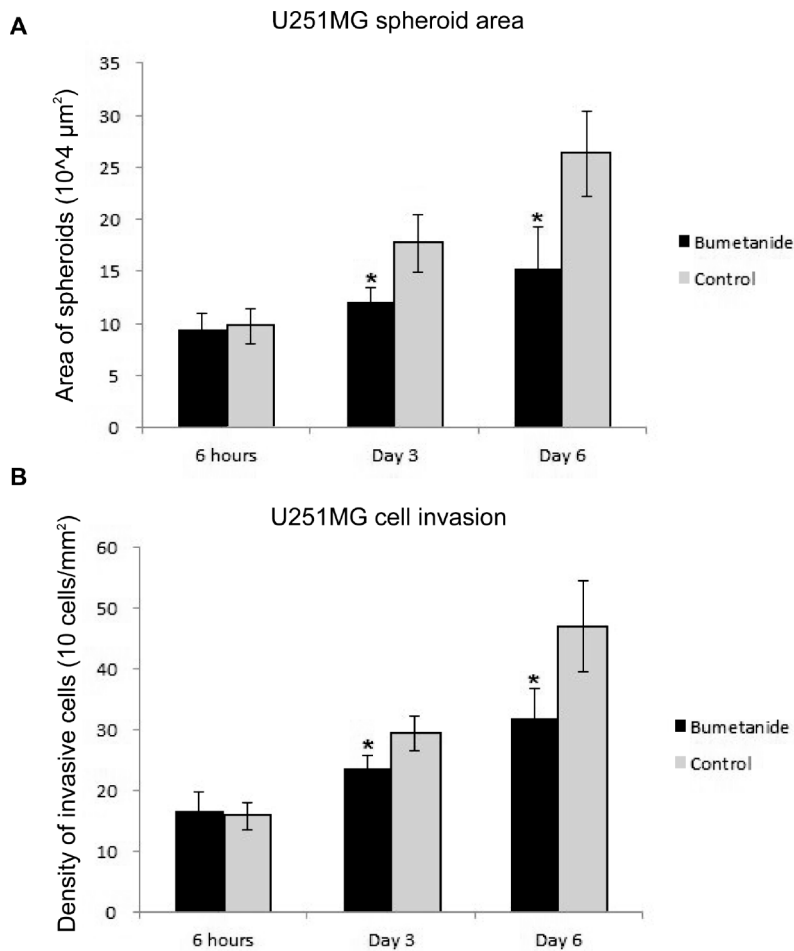 A
U251MG spheroid area
Area of spheroids (10^4 µm²)
35
30
25
20
15
10
5
0
*
*
6 hours
Day 3
Day 6
Bumetanide
Control
B
U251MG cell invasion
Density of invasive cells (10 cells/mm²)
60
50
40
30
20
10
0
*
*
6 hours
Day 3
Day 6
Bumetanide
Control